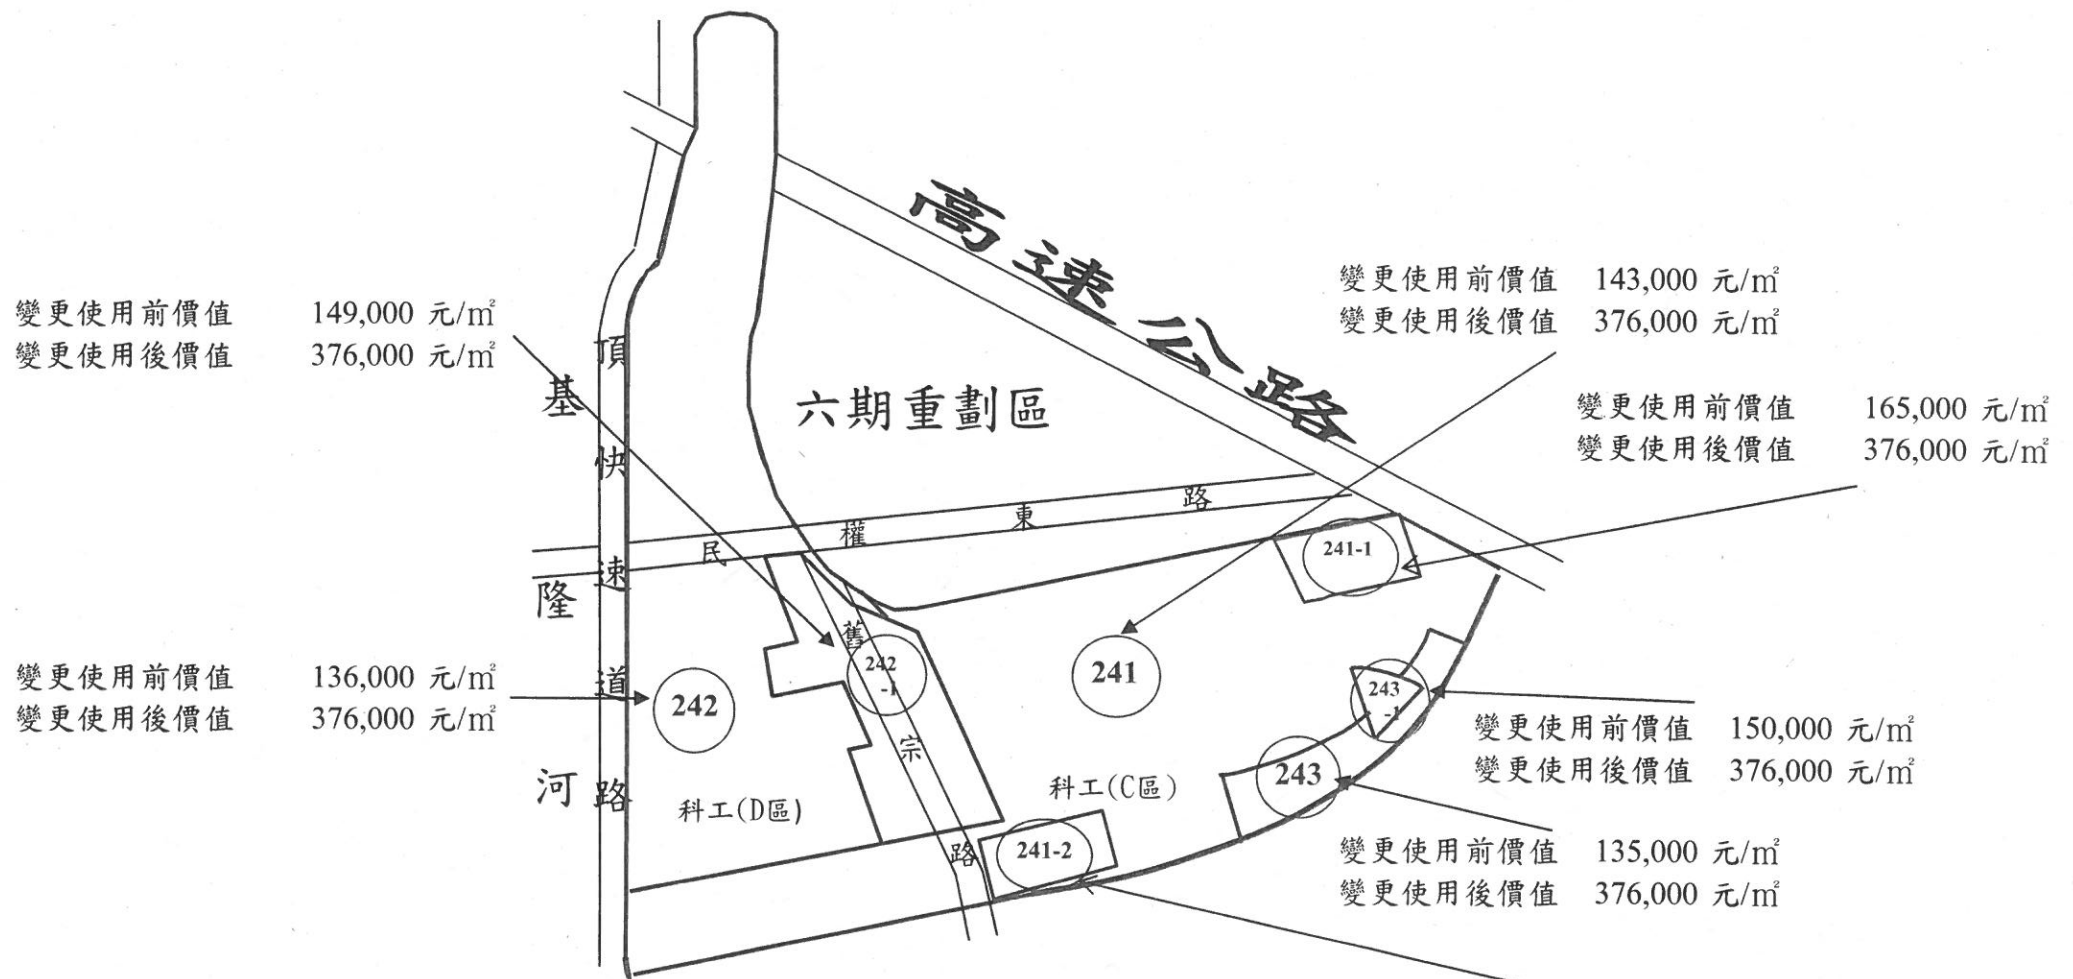 高速公路
變更使用前價值 143,000 元/㎡
變更使用後價值 376,000 元/㎡
變更使用前價值 149,000 元/㎡
變更使用後價值 376,000 元/㎡
六期重劃區
變更使用前價值 165,000 元/㎡
變更使用後價值 376,000 元/㎡
基隆河路
頂快速道路
民權東路
舊宗路
241-1
242
-1
241
242
243
-1
變更使用前價值 136,000 元/㎡
變更使用後價值 376,000 元/㎡
變更使用前價值 150,000 元/㎡
變更使用後價值 376,000 元/㎡
243
科工(C區)
科工(D區)
241-2
變更使用前價值 135,000 元/㎡
變更使用後價值 376,000 元/㎡